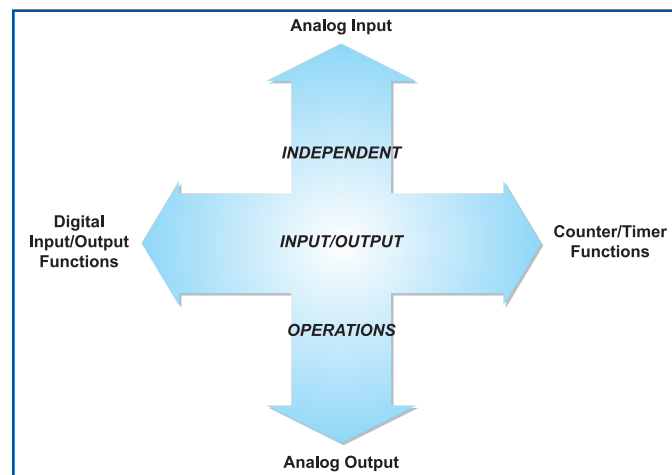 Analog Input
INDEPENDENT
Digital
Input/Output
Functions
INPUT/OUTPUT
Counter/Timer
Functions
OPERATIONS
Analog Output